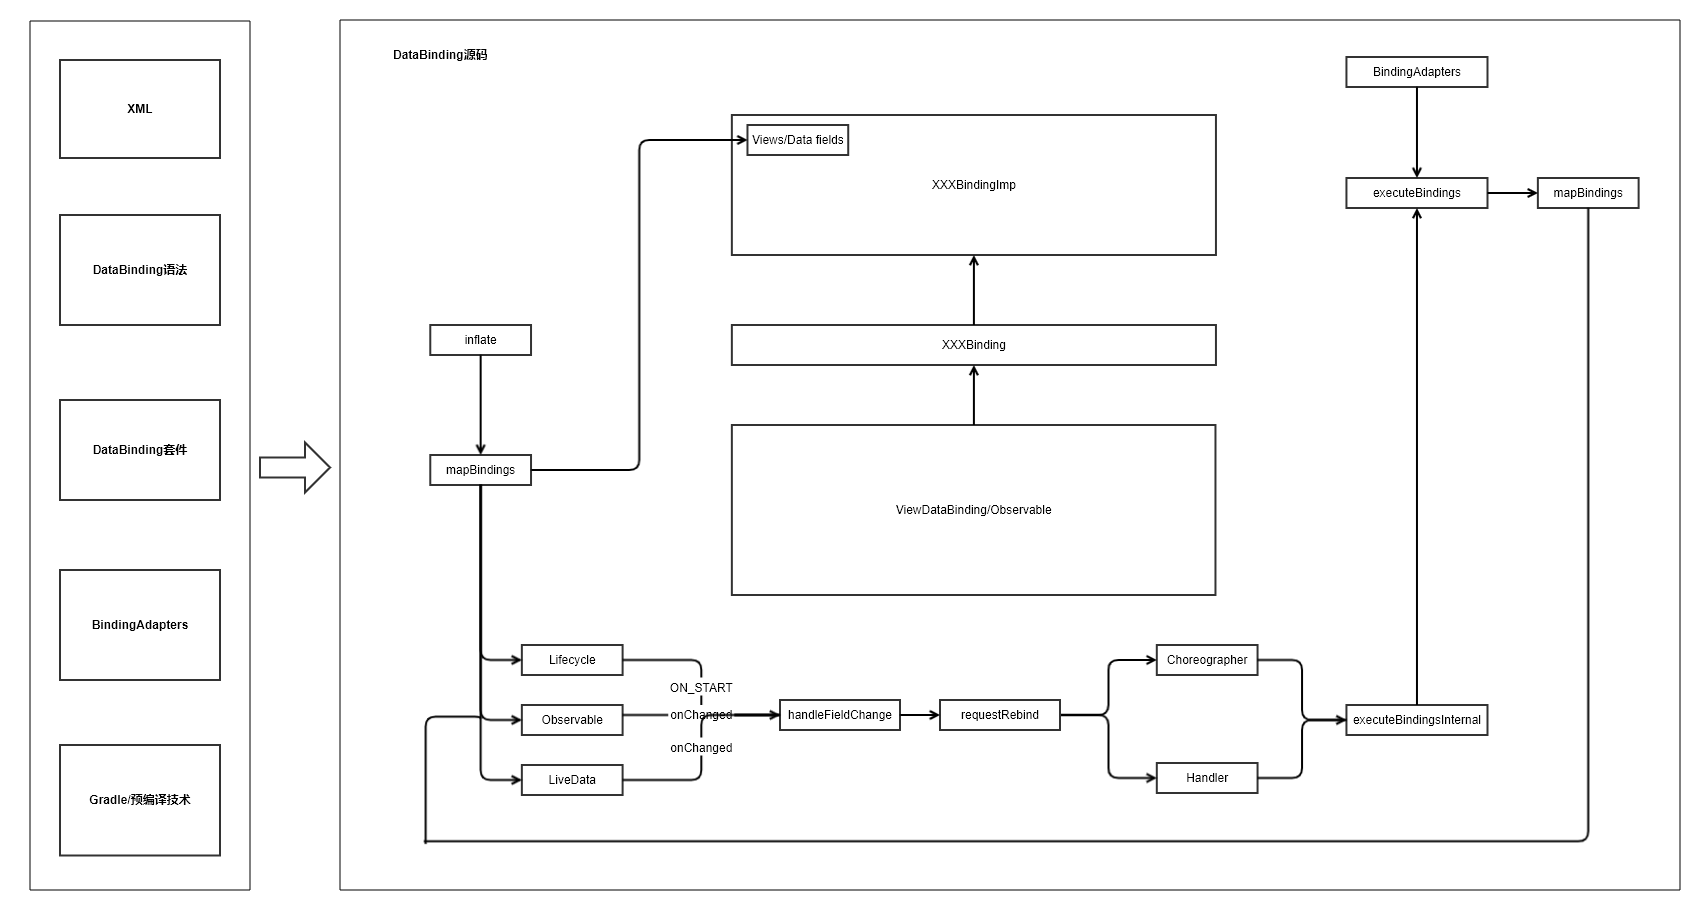 XML
DataBinding语法
DataBinding套件
BindingAdapters
Gradle/预编译技术
DataBinding源码
BindingAdapters
Views/Data fields
XXXBindingImp
executeBindings
mapBindings
inflate
XXXBinding
mapBindings
ViewDataBinding/Observable
Lifecycle
Choreographer
ON_START
Observable
onChanged
handleFieldChange
requestRebind
executeBindingsInternal
onChanged
LiveData
Handler